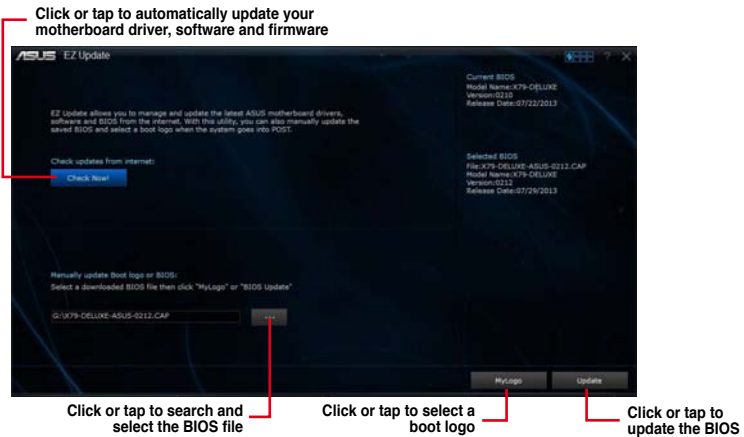 Click or tap to automatically update your
motherboard driver, software and firmware
ASUS EZ Update
?
Current BIOS
Model Name:X79-DELUXE
Version:0210
Release Date:07/22/2013
EZ Update allows you to manage and update the latest ASUS motherboard drivers,
software and BIOS from the internet. With this utility, you can also manually update the
saved BIOS and select a boot logo when the system goes into POST.
Check updates from internet:
Check Now!
Selected BIOS
File:X79-DELUXE-ASUS-0212.CAP
Model Name:X79-DELUXE
Version:0212
Release Date:07/29/2013
Manually update Boot logo or BIOS:
Select a downloaded BIOS file then click "MyLogo" or "BIOS Update"
G:\X79-DELUXE-ASUS-0212.CAP
...
MyLogo
Update
Click or tap to search and
select the BIOS file
Click or tap to select a
boot logo
Click or tap to
update the BIOS